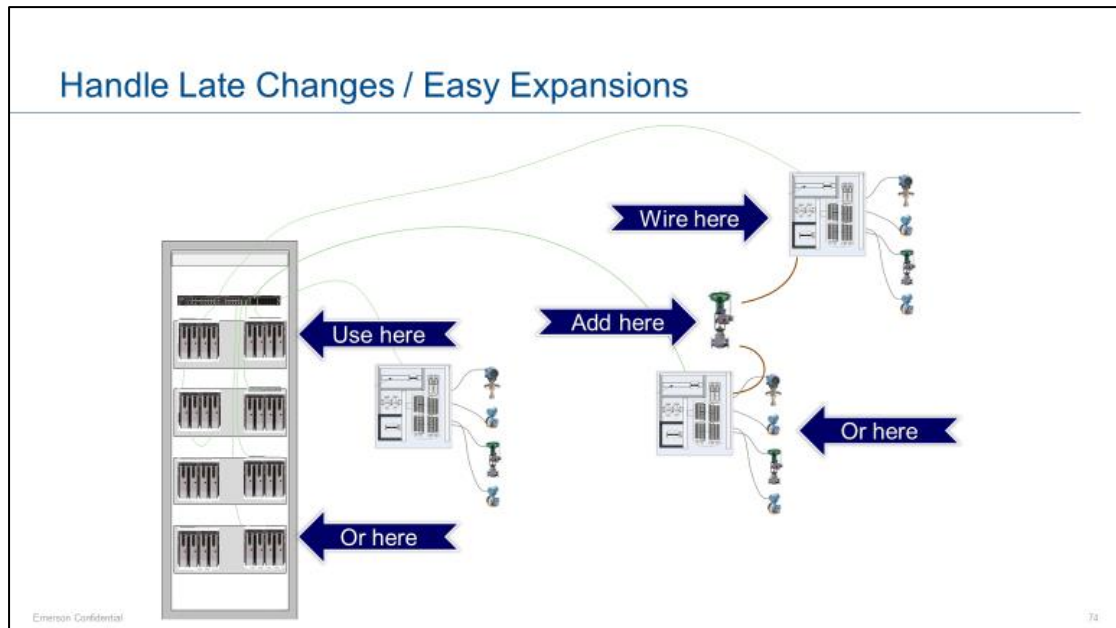 Handle Late Changes / Easy Expansions
Wire here
Add here
Use here
Or here
Or here
Emerson Confidential
74